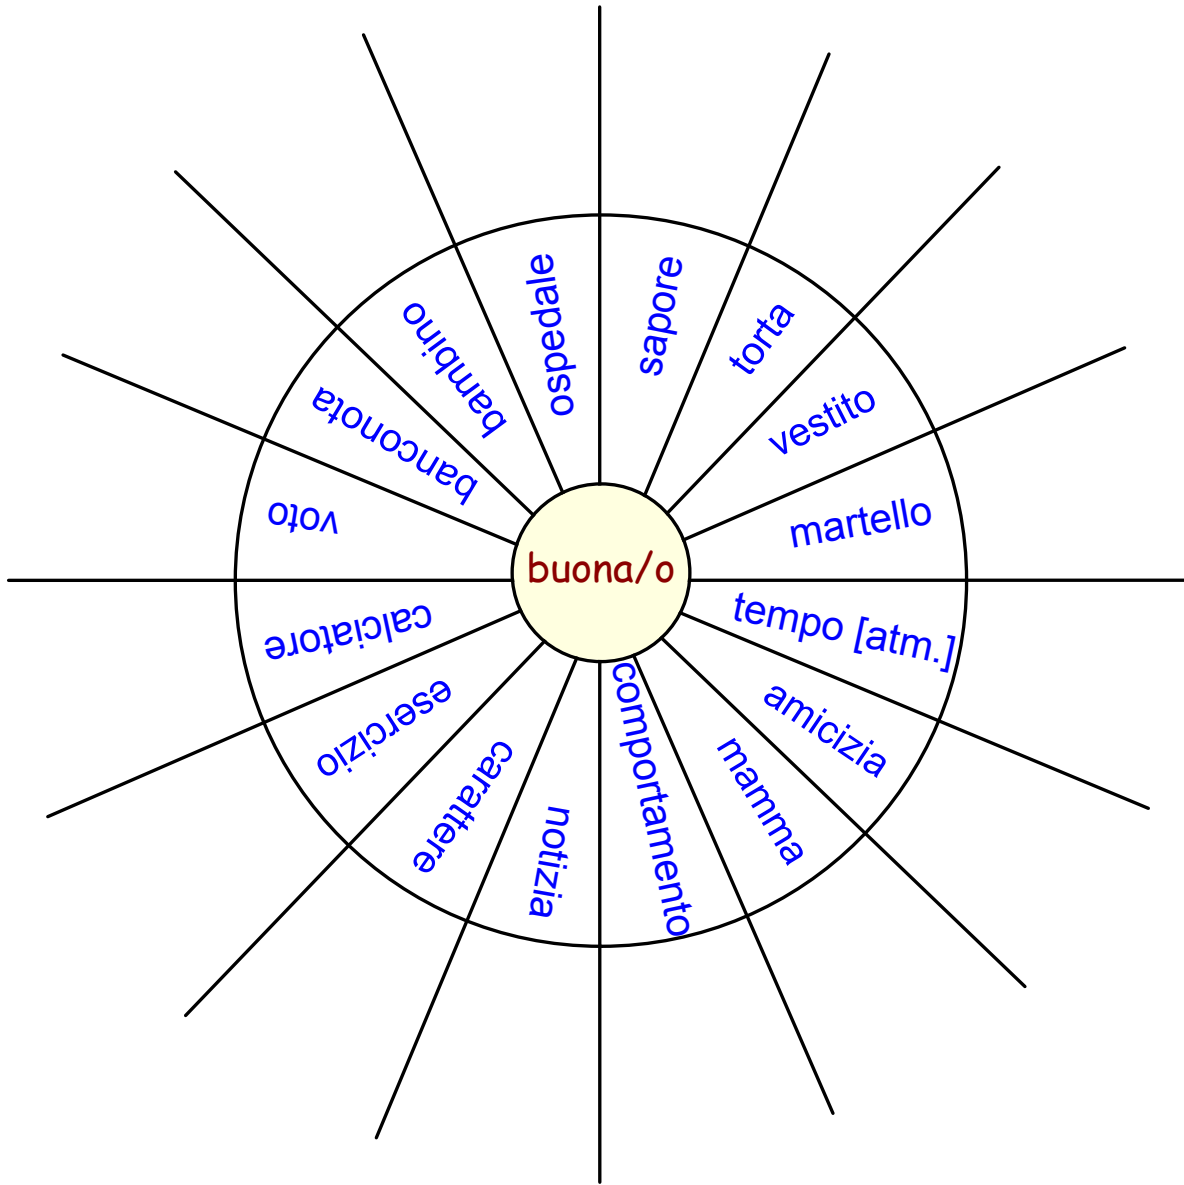 buona/o
sapore
torta
vestito
martello
tempo [atm.]
amicizia
mamma
comportamento
notizia
carattere
esercizio
calciatore
voto
banconota
bambino
ospedale